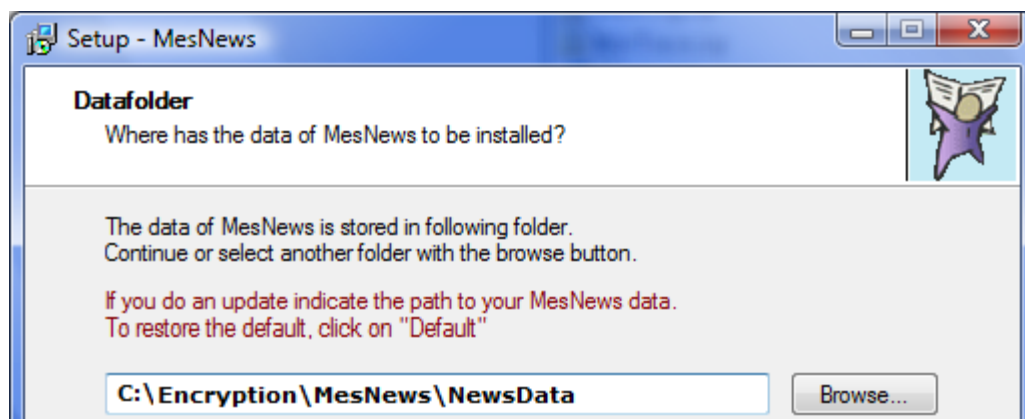 Setup - MesNews
Datafolder
Where has the data of MesNews to be installed?
The data of MesNews is stored in following folder.
Continue or select another folder with the browse button.
If you do an update indicate the path to your MesNews data.
To restore the default, click on "Default"
C:\Encryption\MesNews\NewsData
Browse...